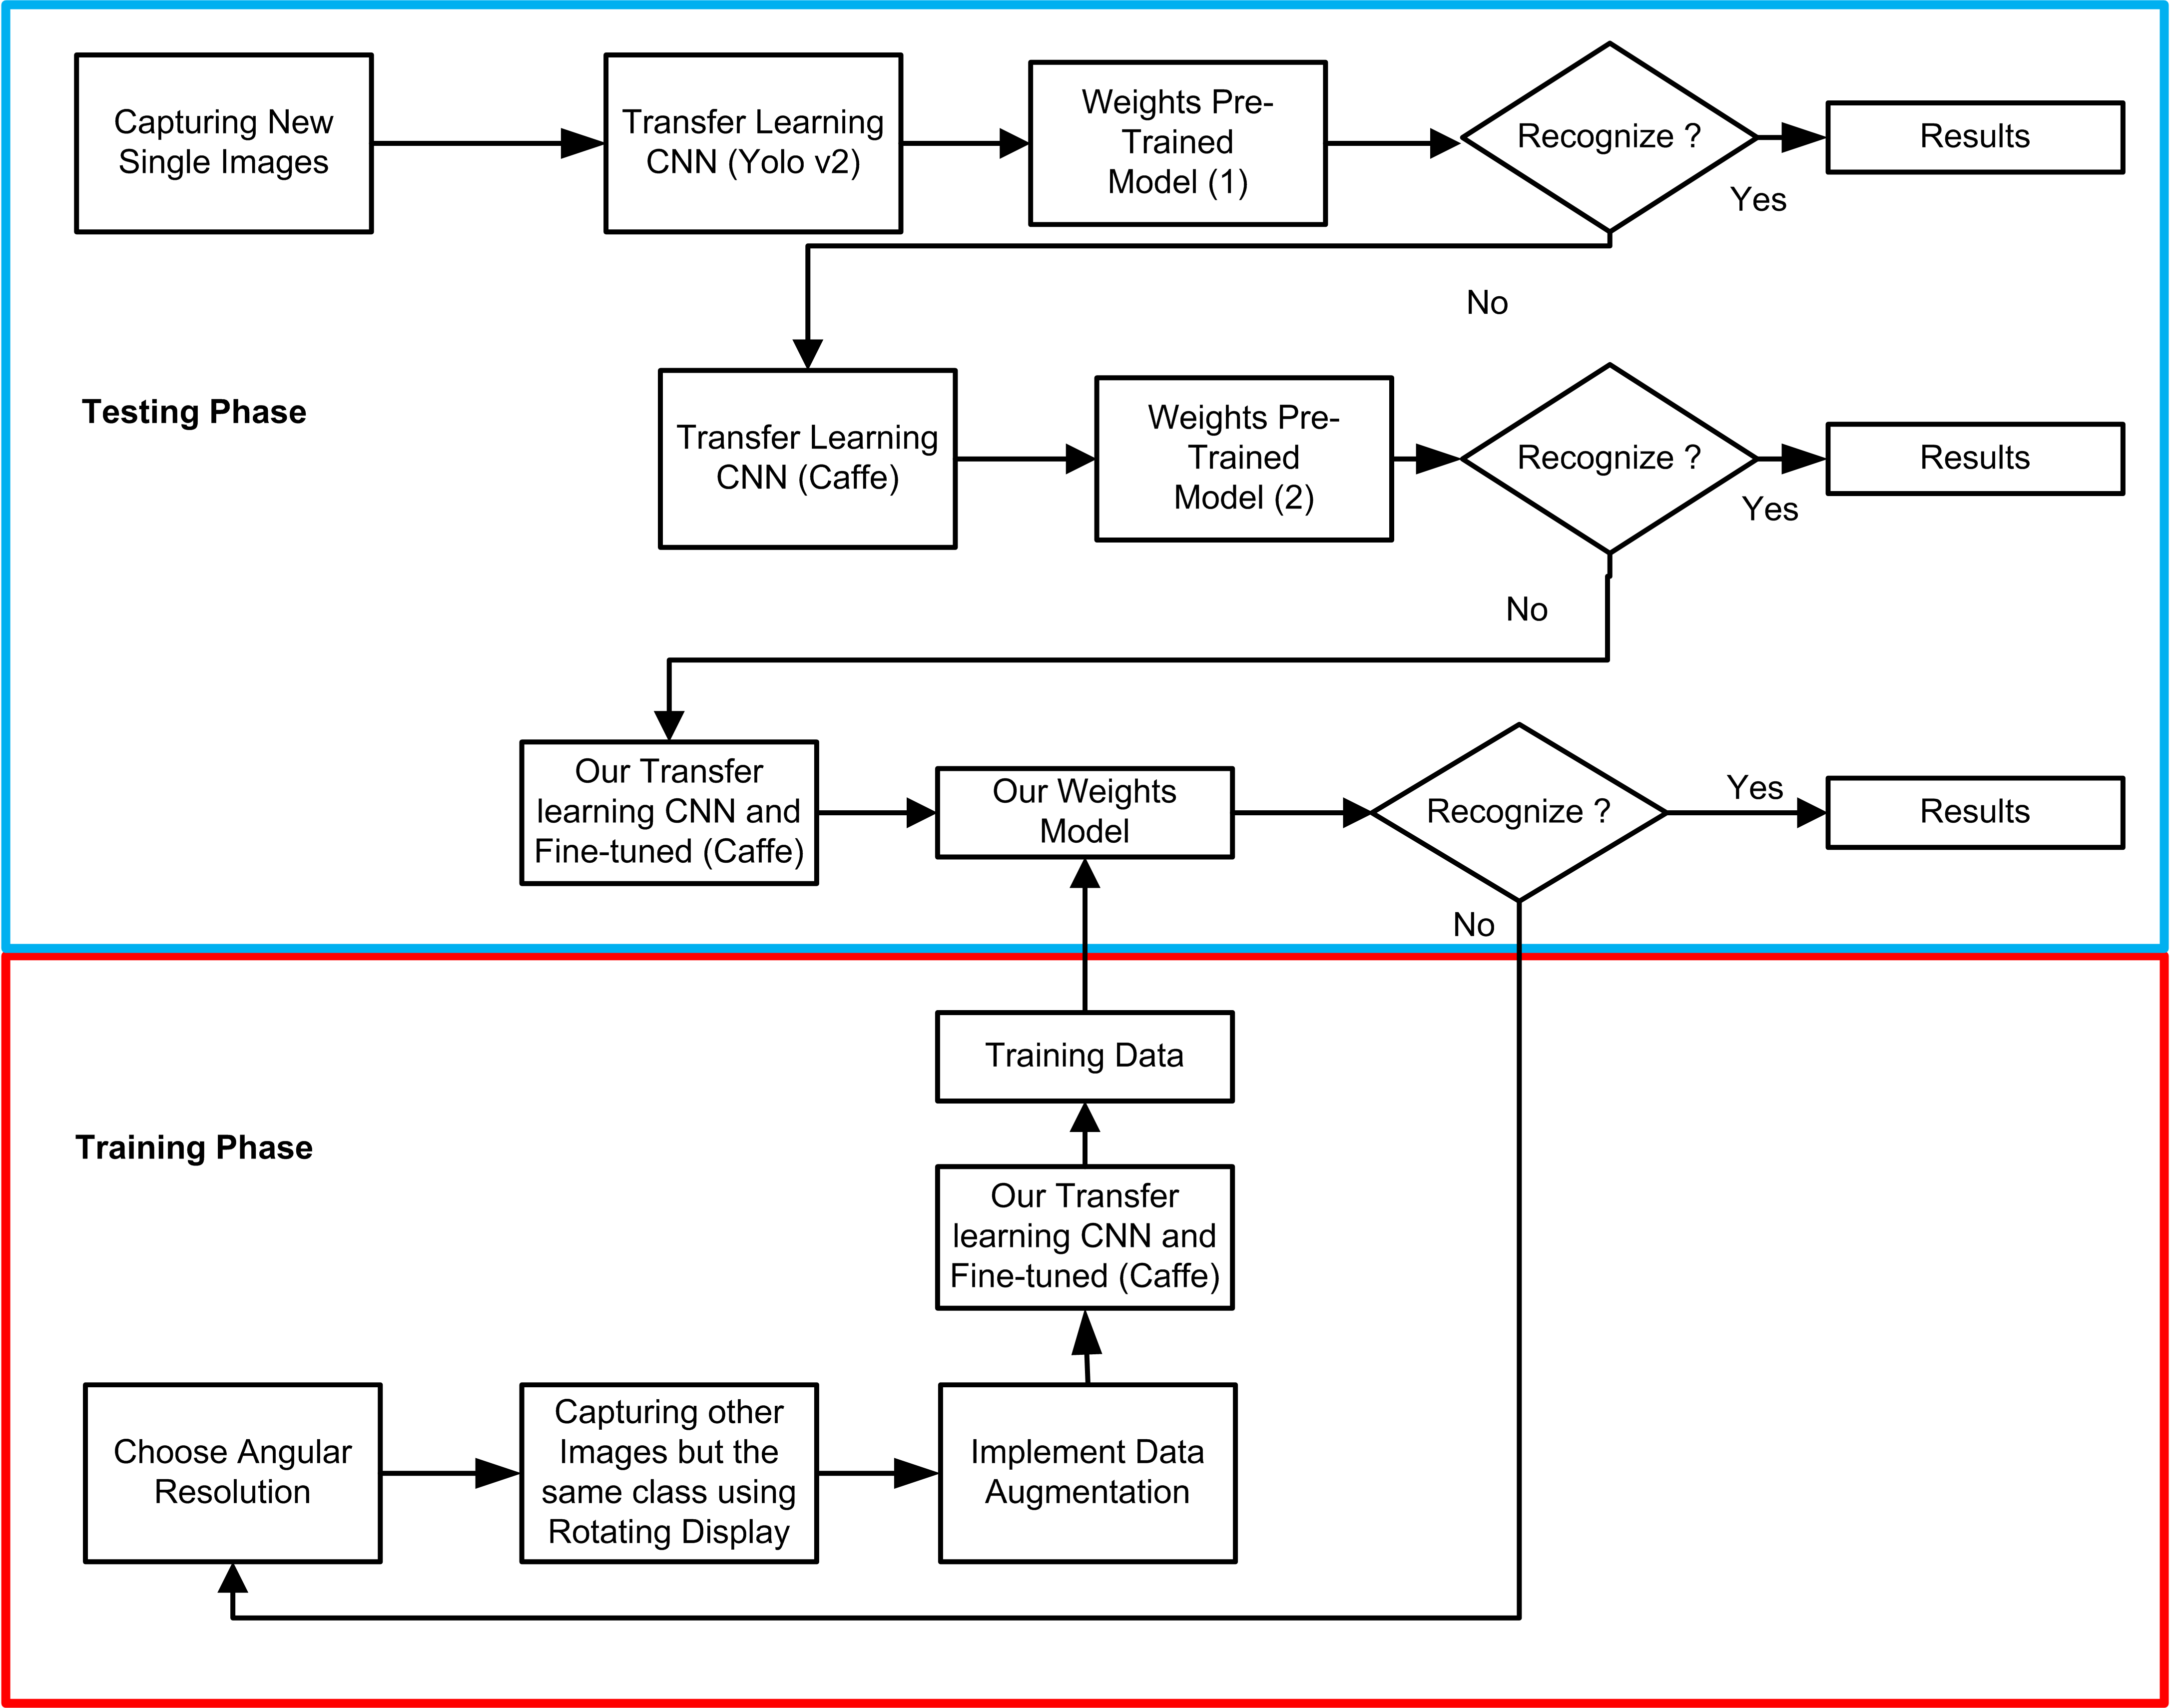 Capturing New
Single Images
Transfer Learning
CNN (Yolo v2)
Weights Pre-
Trained
Model (1)
Recognize ?
Results
Yes
No
Testing Phase
Transfer Learning
CNN (Caffe)
Weights Pre-
Trained
Model (2)
Recognize ?
Results
Yes
No
Our Transfer
learning CNN and
Fine-tuned (Caffe)
Our Weights
Model
Recognize ?
Yes
Results
No
Training Data
Training Phase
Our Transfer
learning CNN and
Fine-tuned (Caffe)
Choose Angular
Resolution
Capturing other
Images but the
same class using
Rotating Display
Implement Data
Augmentation